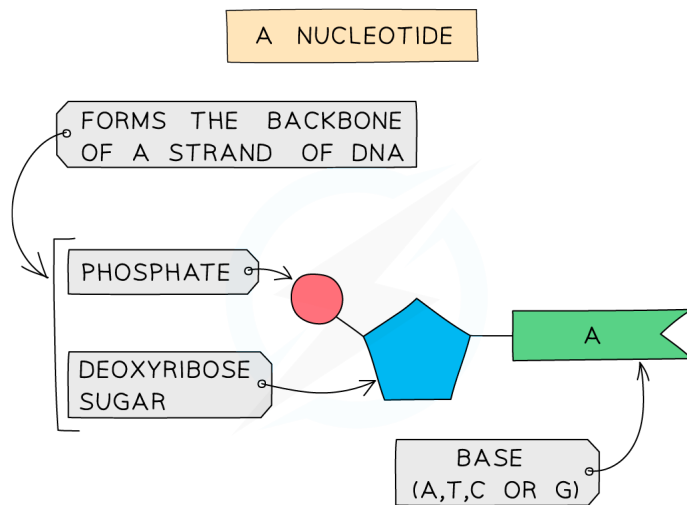 A NUCLEOTIDE
FORMS THE BACKBONE
OF A STRAND OF DNA
PHOSPHATE
DEOXYRIBOSE
SUGAR
A
BASE
(A,T,C OR G)